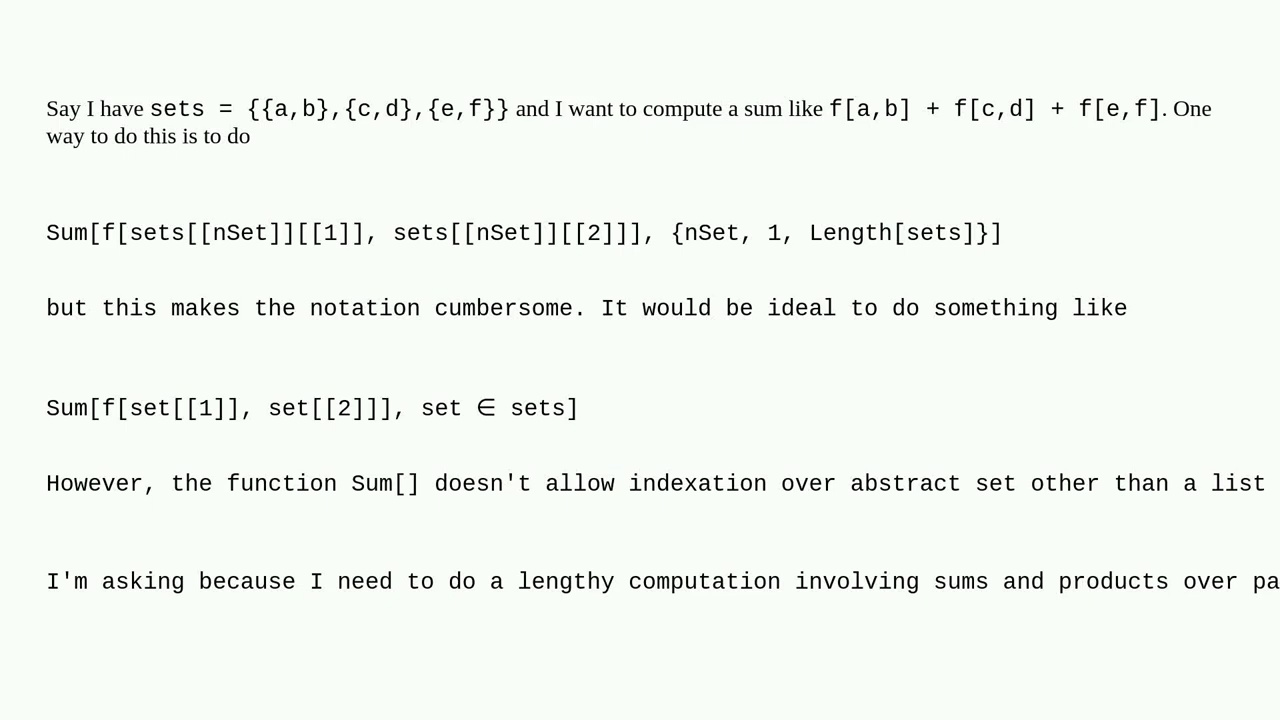 Say I have sets = {{a,b},{c,d},{e,f}} and I want to compute a sum like f[a,b] + f[c,d] + f[e,f]. One
way to do this is to do
Sum[f[sets[[nSet]][[1]], sets[[nSet]][[2]]], {nSet, 1, Length[sets]}]
but this makes the notation cumbersome. It would be ideal to do something like
Sum[f[set[[1]], set[[2]]], set ∈ sets]
However, the function Sum[] doesn't allow indexation over abstract set other than a list
I'm asking because I need to do a lengthy computation involving sums and products over